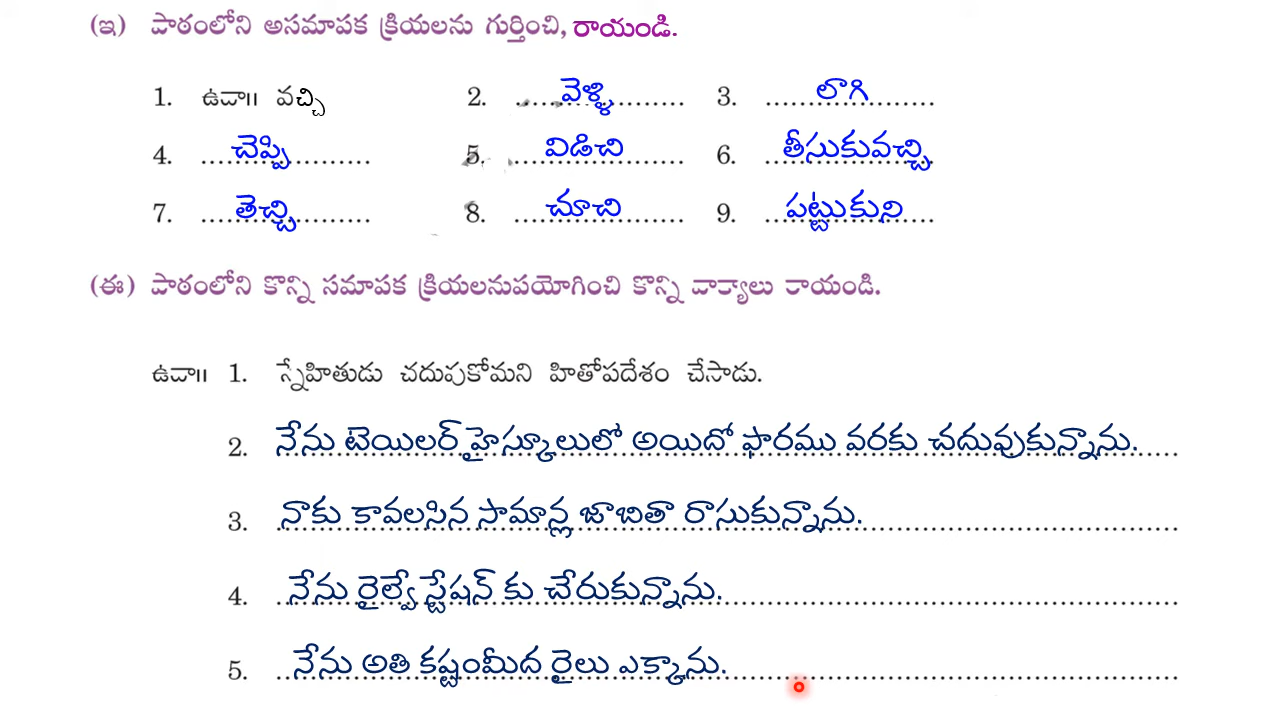 (ఇ) పాఠంలోని అసమాపక క్రియలను గుర్తించి, రాయండి.
1. ఉదా॥ వచ్చి 2. వెళ్ళి 3. లాగి
4. చెప్పి 5. విడిచి 6. తీసుకువచ్చి
7. తెచ్చి 8. చూచి 9. పట్టుకుని
(ఈ) పాఠంలోని కొన్ని సమాపక క్రియలనుపయోగించి కొన్ని వాక్యాలు రాయండి.
ఉదా॥ 1. స్నేహితుడు చదుపుకోమని హితోపదేశం చేసాడు.
2. నేను టెయిలర్ హైస్కూలులో అయిదో ఫారము వరకు చదువుకున్నాను.
3. నాకు కావలసిన సామాన్ల జాబితా రాసుకున్నాను.
4. నేను రైల్వే స్టేషన్ కు చేరుకున్నాను.
5. నేను అతి కష్టంమీద రైలు ఎక్కాను.